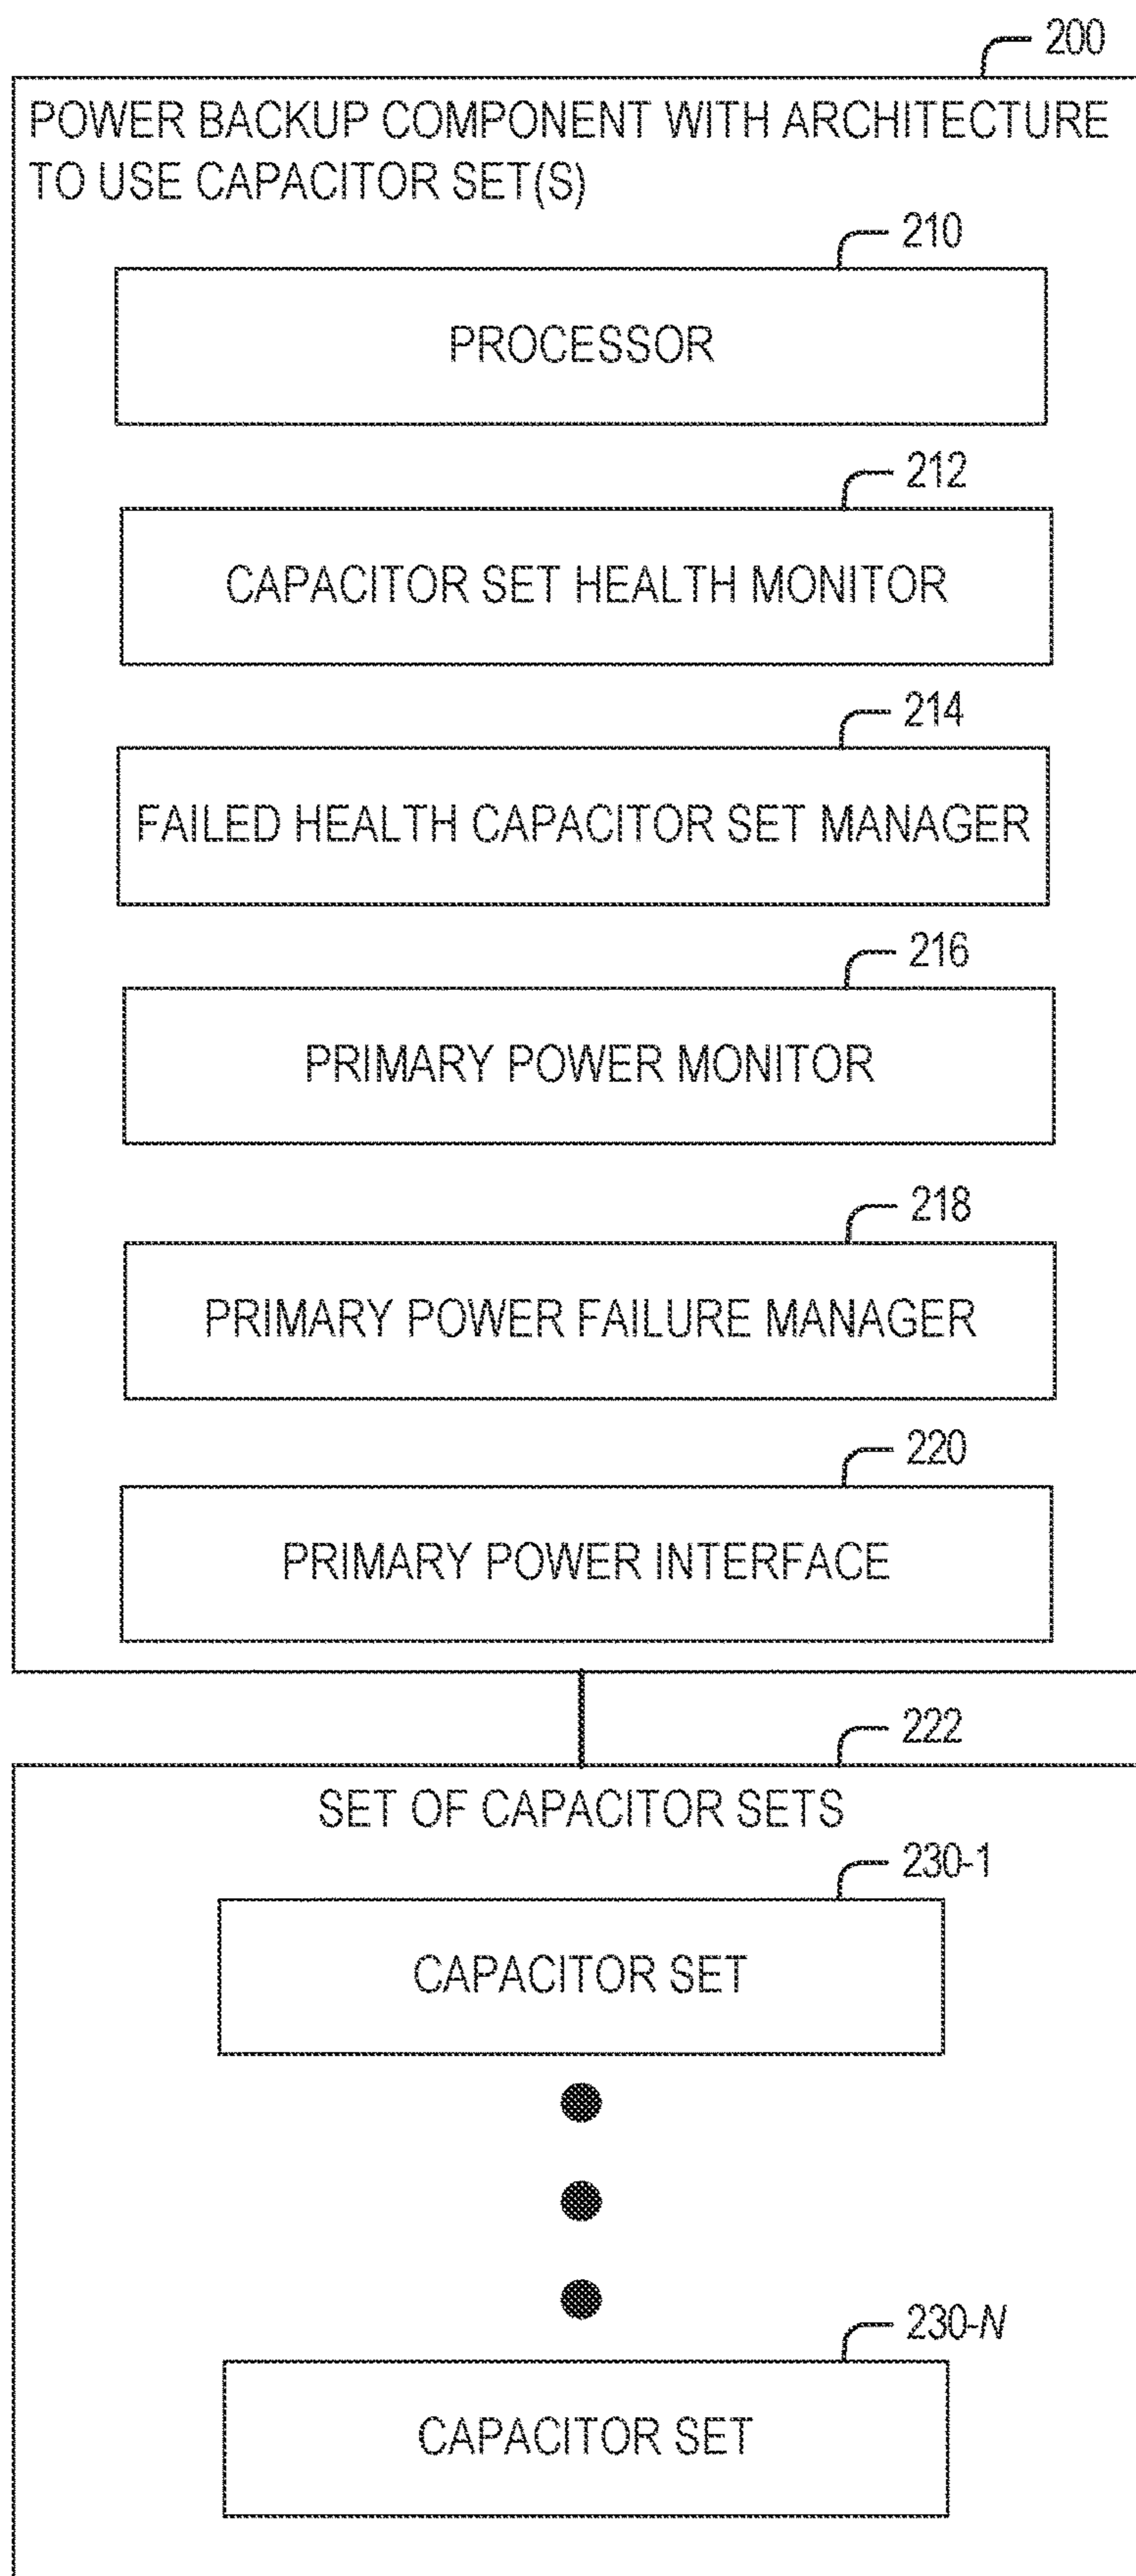 200
POWER BACKUP COMPONENT WITH ARCHITECTURE
TO USE CAPACITOR SET(S)
210
PROCESSOR
212
CAPACITOR SET HEALTH MONITOR
214
FAILED HEALTH CAPACITOR SET MANAGER
216
PRIMARY POWER MONITOR
218
PRIMARY POWER FAILURE MANAGER
220
PRIMARY POWER INTERFACE
222
SET OF CAPACITOR SETS
230-1
CAPACITOR SET
230-N
CAPACITOR SET